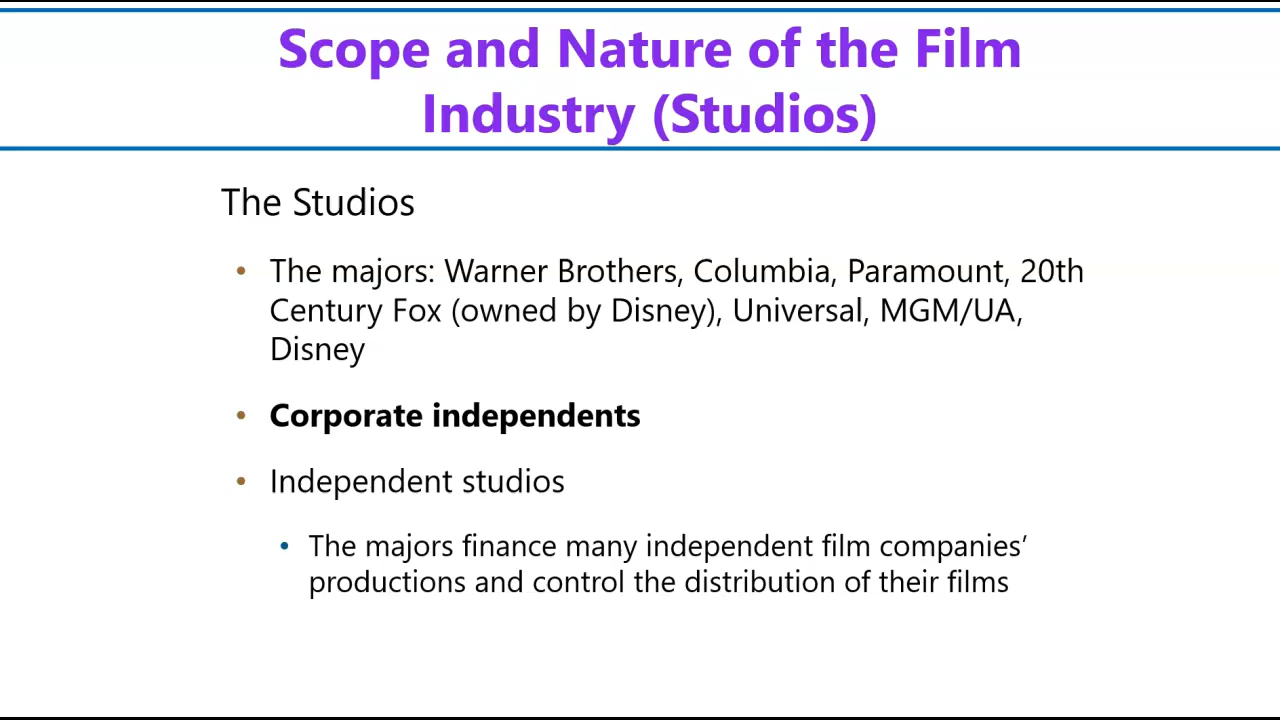 Scope and Nature of the Film
Industry (Studios)
The Studios
• The majors: Warner Brothers, Columbia, Paramount, 20th
Century Fox (owned by Disney), Universal, MGM/UA,
Disney
• Corporate independents
• Independent studios
• The majors finance many independent film companies’
productions and control the distribution of their films